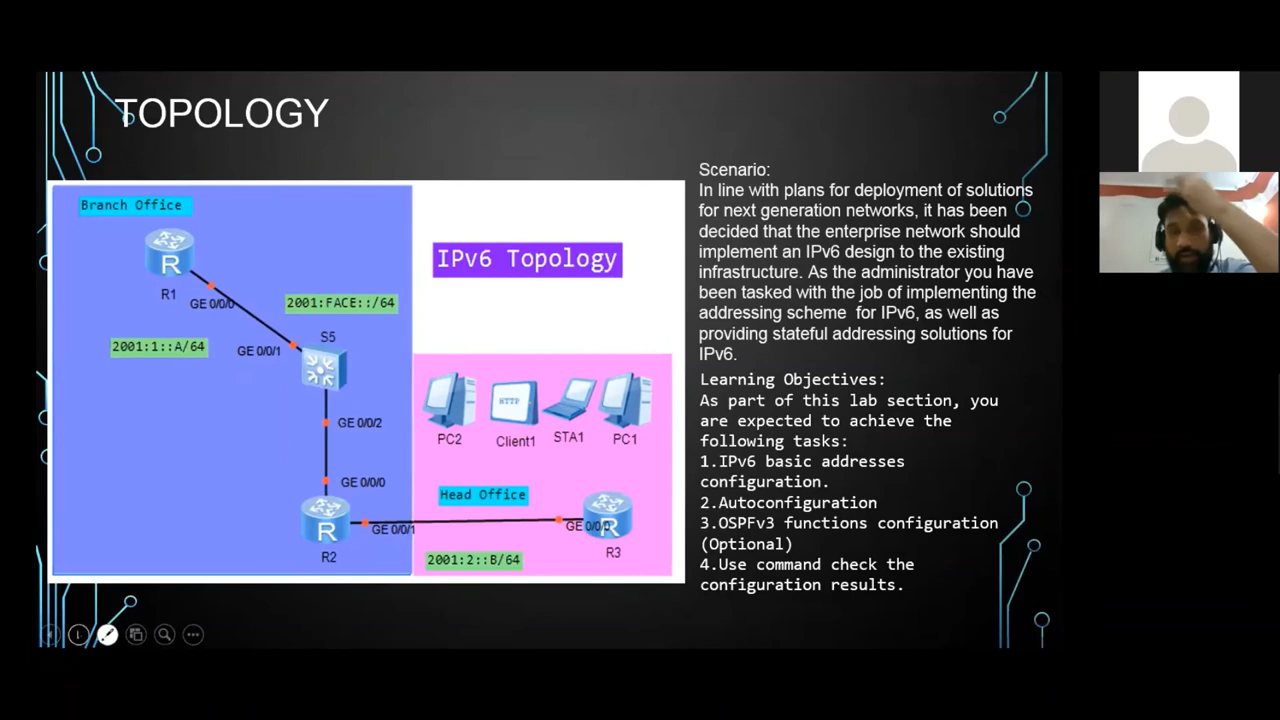 TOPOLOGY
Branch Office
R
R1
GE 0/0/0
2001:FACE::/64
S5
2001:1::A/64
GE 0/0/1
IPv6 Topology
GE 0/0/2
GE 0/0/0
R
R2
GE 0/0/1
HTTP
PC2
Client1
STA1
PC1
Head Office
GE 0/0/
R
R3
2001:2::B/64
Scenario:
In line with plans for deployment of solutions
for next generation networks, it has been
decided that the enterprise network should
implement an IPv6 design to the existing
infrastructure. As the administrator you have
been tasked with the job of implementing the
addressing scheme for IPv6, as well as
providing stateful addressing solutions for
IPv6.
Learning Objectives:
As part of this lab section, you
are expected to achieve the
following tasks:
1.IPv6 basic addresses
configuration.
2.Autoconfiguration
3.OSPFv3 functions configuration
(Optional)
4.Use command check the
configuration results.